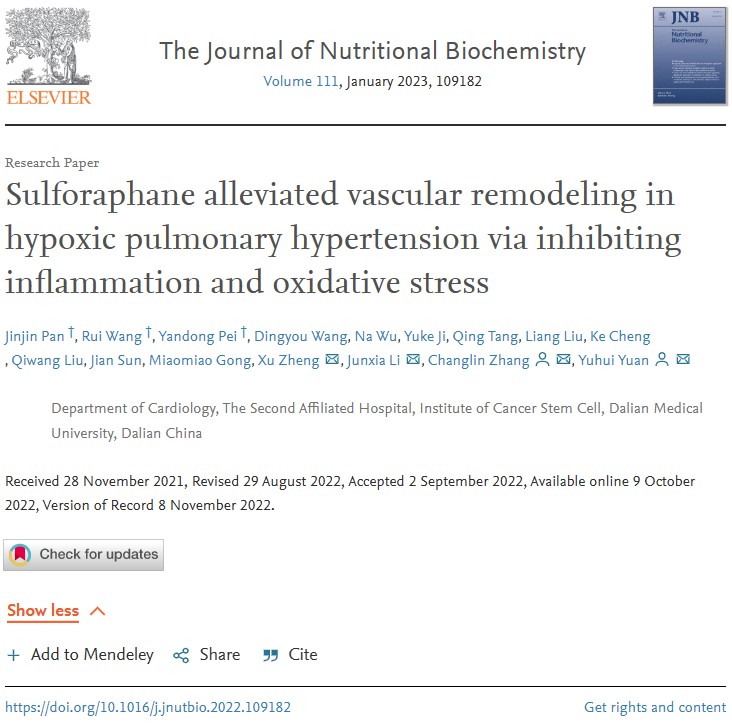 ELSEVIER
The Journal of Nutritional Biochemistry
Volume 111, January 2023, 109182
JNB
Nutritional
Biochemistry
Research Paper
Sulforaphane alleviated vascular remodeling in
hypoxic pulmonary hypertension via inhibiting
inflammation and oxidative stress
Jinjin Pan †, Rui Wang †, Yandong Pei †, Dingyou Wang, Na Wu, Yuke Ji, Qing Tang, Liang Liu, Ke Cheng
, Qiwang Liu, Jian Sun, Miaomiao Gong, Xu Zheng, Junxia Li, Changlin Zhang, Yuhui Yuan
Department of Cardiology, The Second Affiliated Hospital, Institute of Cancer Stem Cell, Dalian Medical
University, Dalian China
Received 28 November 2021, Revised 29 August 2022, Accepted 2 September 2022, Available online 9 October
2022, Version of Record 8 November 2022.
Check for updates
Show less
+ Add to Mendeley Share Cite
https://doi.org/10.1016/j.jnutbio.2022.109182 Get rights and content